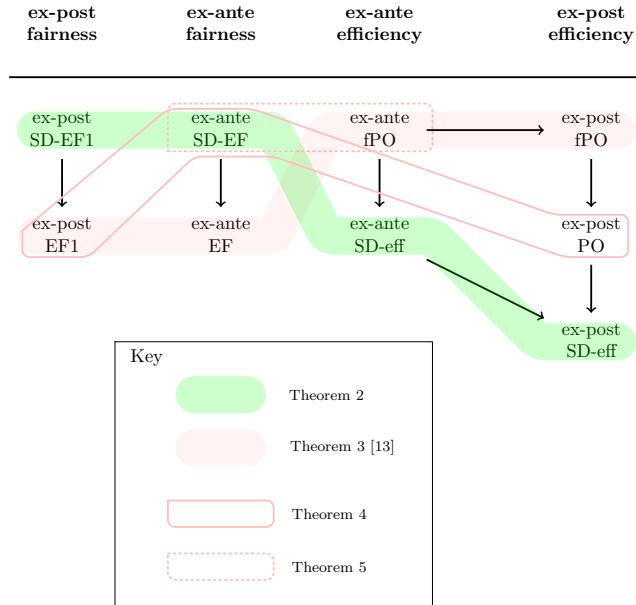 ex-post fairness
ex-ante fairness
ex-ante efficiency
ex-post efficiency
ex-post SD-EF1
ex-ante SD-EF
ex-ante fPO
ex-post fPO
ex-post EF1
ex-ante EF
ex-ante SD-eff
ex-post PO
ex-post SD-eff
Key
Theorem 2
Theorem 3 [13]
Theorem 4
Theorem 5